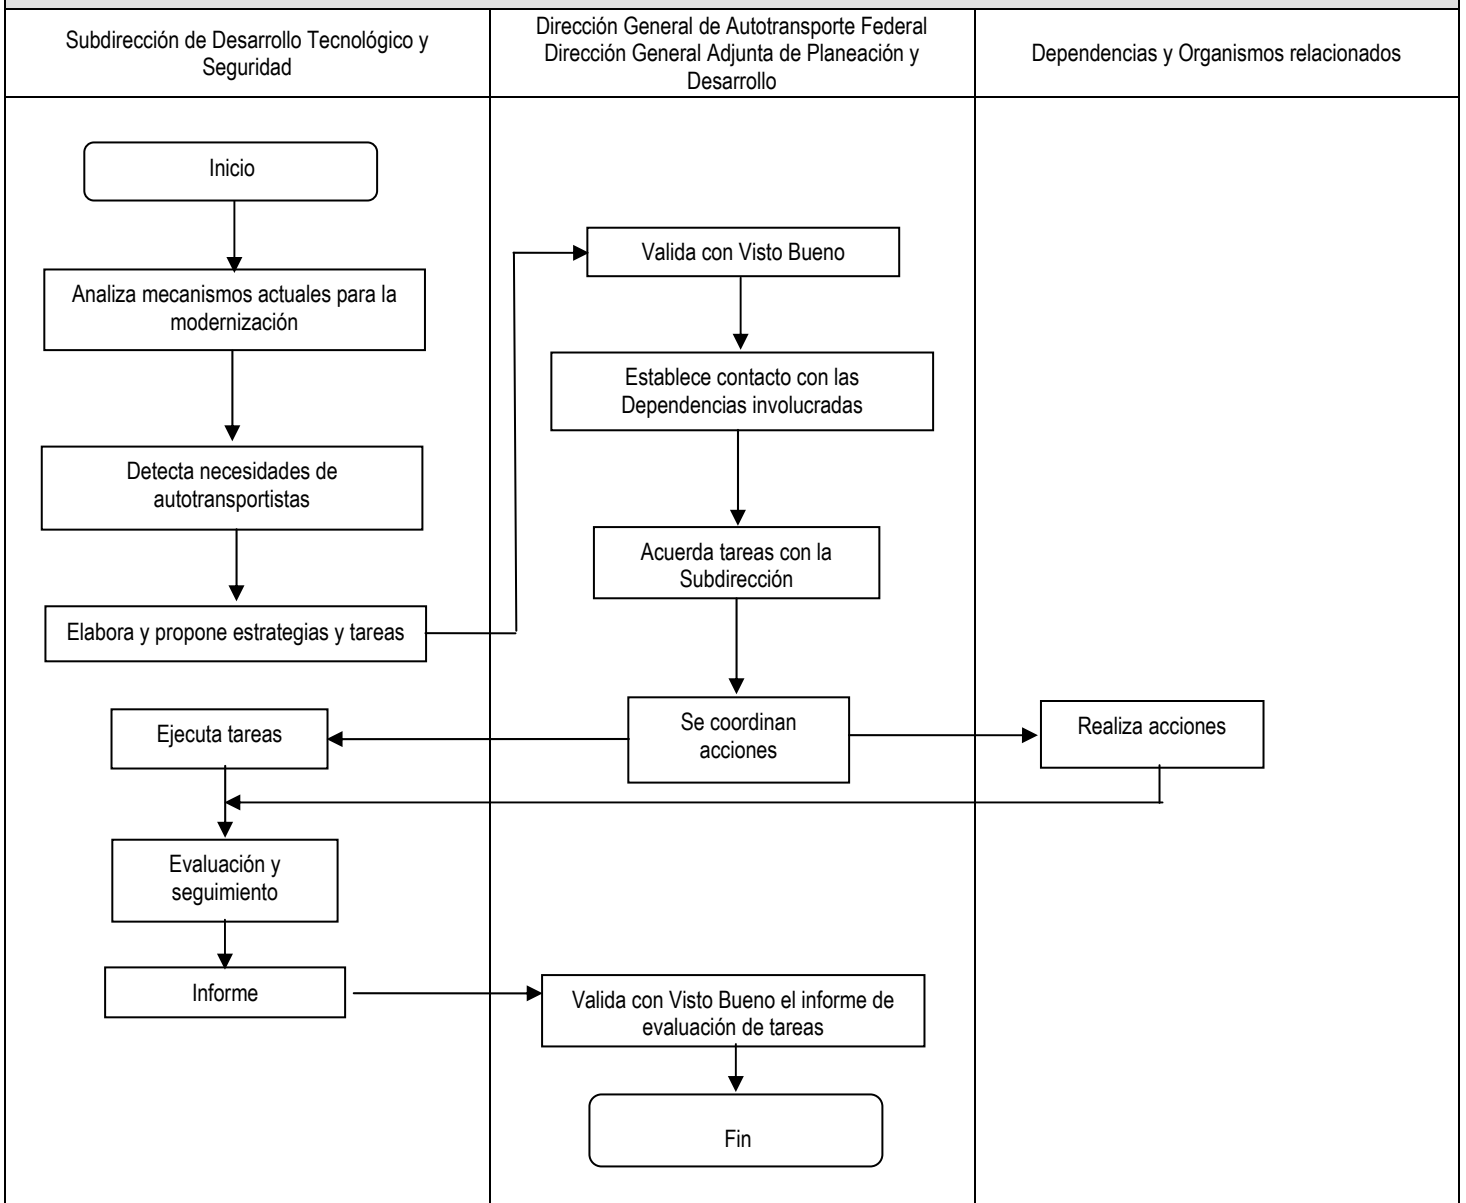 Subdirección de Desarrollo Tecnológico y
Seguridad
Dirección General de Autotransporte Federal
Dirección General Adjunta de Planeación y
Desarrollo
Dependencias y Organismos relacionados
Inicio
Analiza mecanismos actuales para la
modernización
Detecta necesidades de
autotransportistas
Elabora y propone estrategias y tareas
Valida con Visto Bueno
Establece contacto con las
Dependencias involucradas
Acuerda tareas con la
Subdirección
Se coordinan
acciones
Ejecuta tareas
Realiza acciones
Evaluación y
seguimiento
Informe
Valida con Visto Bueno el informe de
evaluación de tareas
Fin